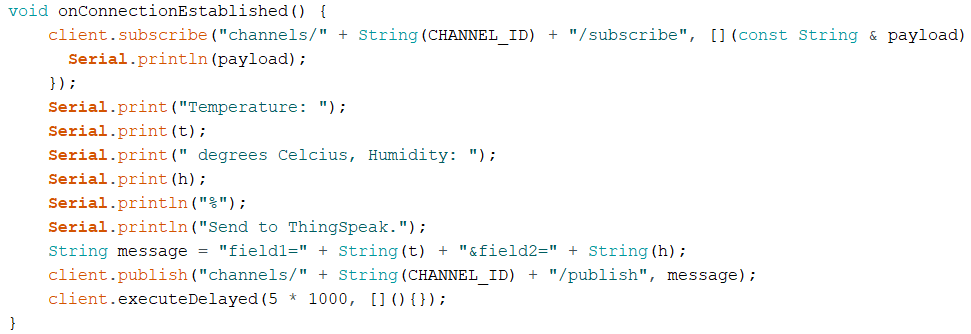 void onConnectionEstablished() {
    client.subscribe("channels/" + String(CHANNEL_ID) + "/subscribe", [](const String & payload)
      Serial.println(payload);
    });
    Serial.print("Temperature: ");
    Serial.print(t);
    Serial.print(" degrees Celcius, Humidity: ");
    Serial.print(h);
    Serial.println("%");
    Serial.println("Send to ThingSpeak.");
    String message = "field1=" + String(t) + "&field2=" + String(h);
    client.publish("channels/" + String(CHANNEL_ID) + "/publish", message);
    client.executeDelayed(5 * 1000, [](){});
}